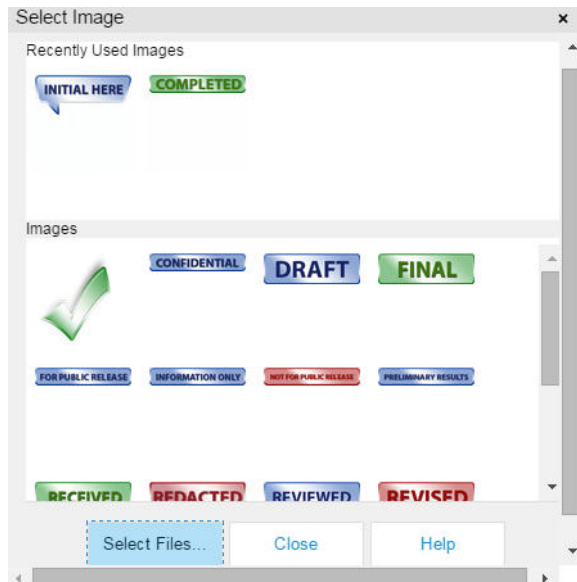 Select Image
Recently Used Images
INITIAL HERE
COMPLETED
Images
CONFIDENTIAL
DRAFT
FINAL
FOR PUBLIC RELEASE
INFORMATION ONLY
NOT FOR PUBLIC RELEASE
PRELIMINARY RESULTS
RECEIVED
REDACTED
REVIEWED
REVISED
Select Files...
Close
Help